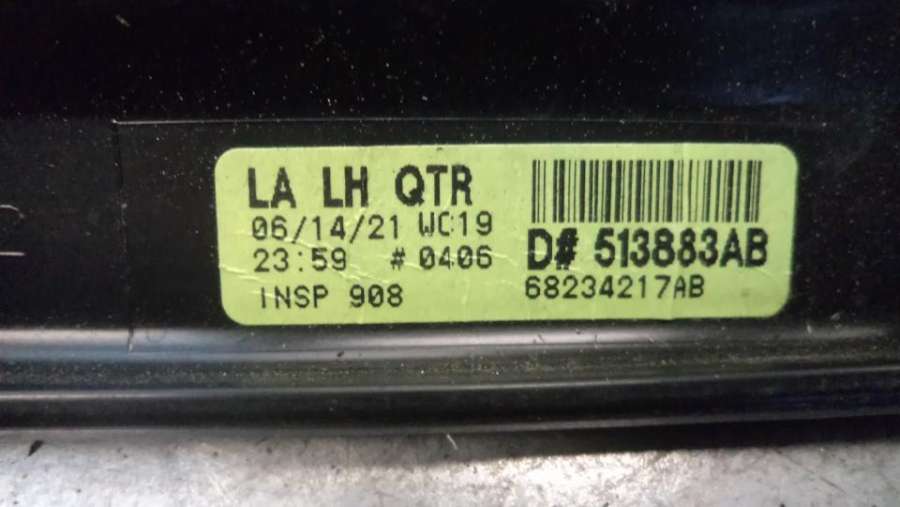 LA LH QTR
06/14/21 WC19
23:59 #0406
INSP 908
D# 513883AB
68234217AB